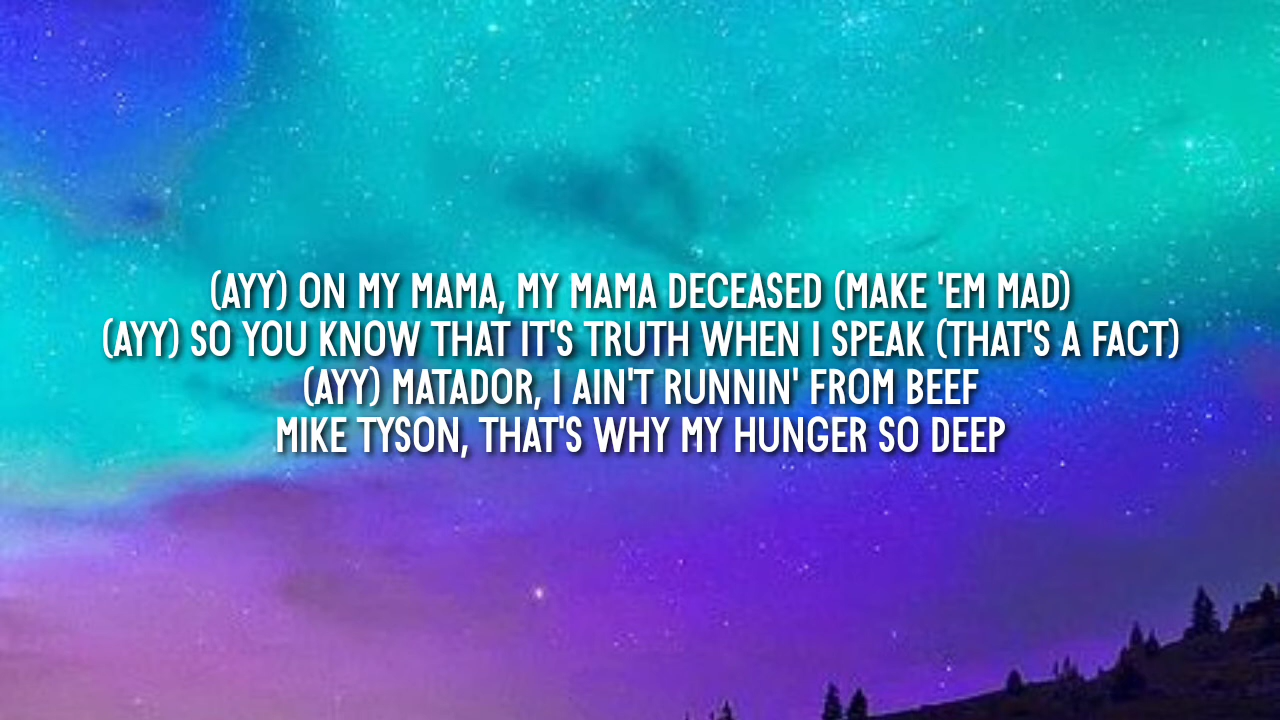 (AYY) ON MY MAMA, MY MAMA DECEASED (MAKE 'EM MAD)
(AYY) SO YOU KNOW THAT IT'S TRUTH WHEN I SPEAK (THAT'S A FACT)
(AYY) MATADOR, I AIN'T RUNNIN' FROM BEEF
MIKE TYSON, THAT'S WHY MY HUNGER SO DEEP